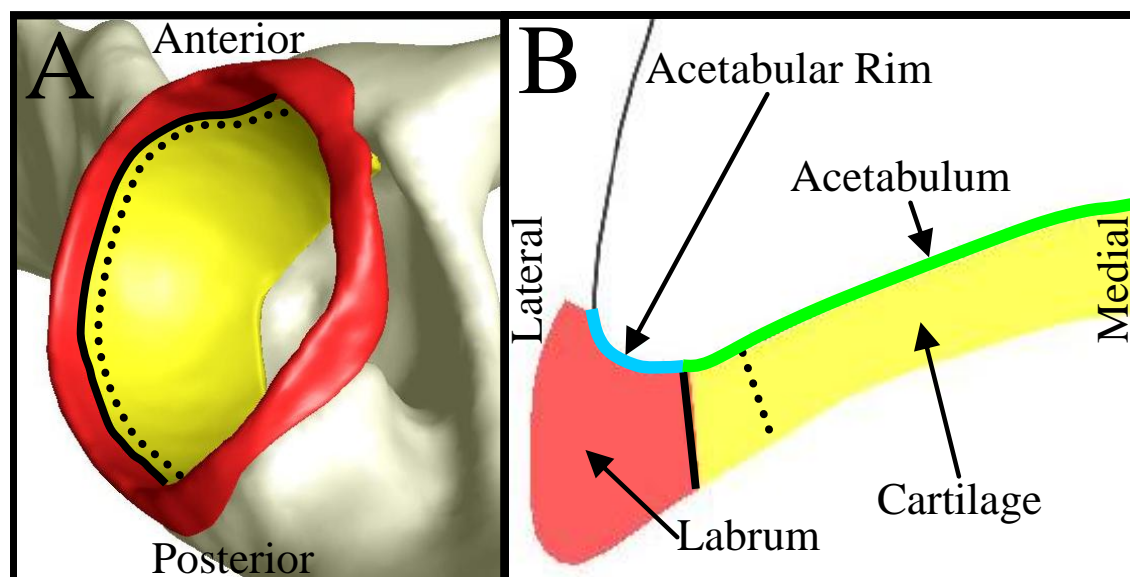 A
Anterior
Posterior
B
Acetabular Rim
Acetabulum
Lateral
Medial
Cartilage
Labrum